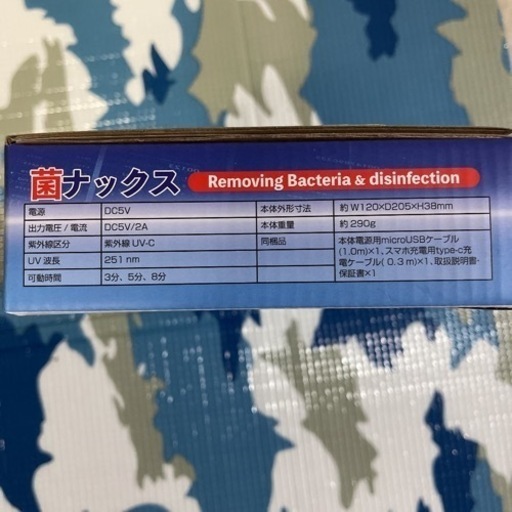 菌ナックス Removing Bacteria & disinfection
電源 DC5V 本体外形寸法 約 W120×D205×H38mm
出力電圧 / 電流 DC5V/2A 本体重量 約 290g
紫外線区分 紫外線 UV-C 同梱品 本体電源用microUSBケーブル
(1.0m)×1、スマホ充電用type-c充
UV 波長 251 nm 電ケーブル( 0.3 m)×1、取扱説明書・
可動時間 3分、5分、8分 保証書×1